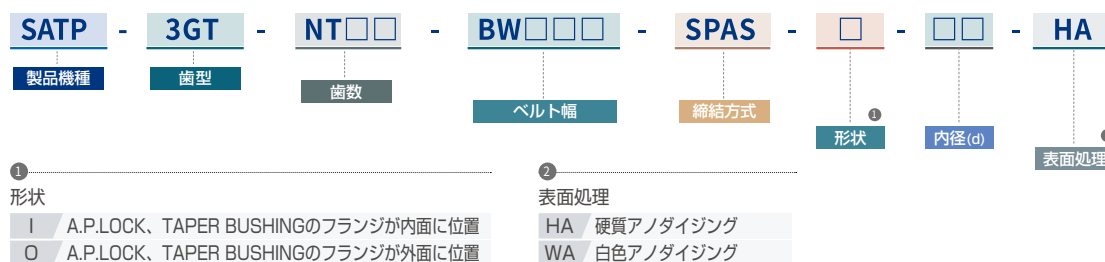 SATP - 3GT - NT□□ - BW□□□ - SPAS - □ - □□ - HA
製品機種 歯型 歯数 ベルト幅 締結方式 ❶ 形状 内径(d) 表面処理
❶
形状
I A.P.LOCK、TAPER BUSHINGのフランジが内面に位置
O A.P.LOCK、TAPER BUSHINGのフランジが外面に位置
❷
表面処理
HA 硬質アノダイジング
WA 白色アノダイジング